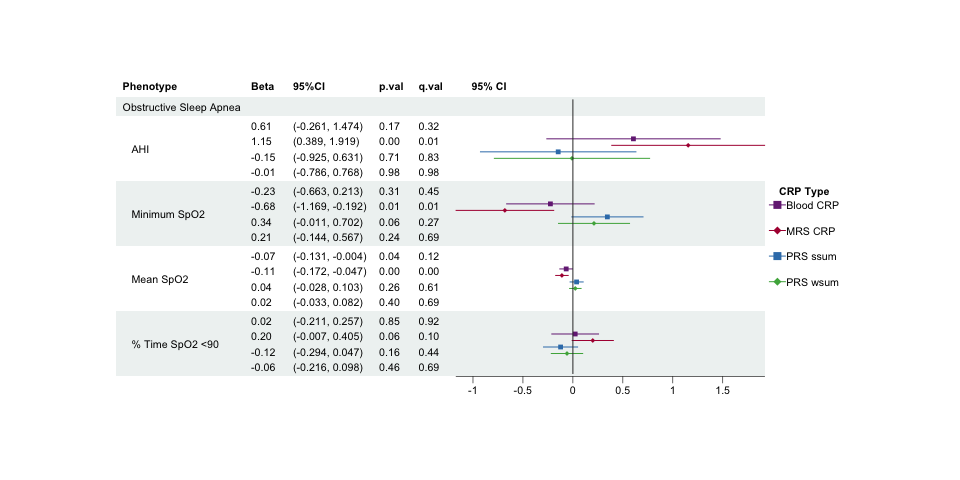 Phenotype Beta 95%CI p.val q.val 95% CI
Obstructive Sleep Apnea
AHI
0.61 (-0.261, 1.474) 0.17 0.32
1.15 (0.389, 1.919) 0.00 0.01
-0.15 (-0.925, 0.631) 0.71 0.83
-0.01 (-0.786, 0.768) 0.98 0.98
Minimum SpO2
-0.23 (-0.663, 0.213) 0.31 0.45
-0.68 (-1.169, -0.192) 0.01 0.01
0.34 (-0.011, 0.702) 0.06 0.27
0.21 (-0.144, 0.567) 0.24 0.69
Mean SpO2
-0.07 (-0.131, -0.004) 0.04 0.12
-0.11 (-0.172, -0.047) 0.00 0.00
0.04 (-0.028, 0.103) 0.26 0.61
0.02 (-0.033, 0.082) 0.40 0.69
% Time SpO2 <90
0.02 (-0.211, 0.257) 0.85 0.92
0.20 (-0.007, 0.405) 0.06 0.10
-0.12 (-0.294, 0.047) 0.16 0.44
-0.06 (-0.216, 0.098) 0.46 0.69
-1 -0.5 0 0.5 1 1.5
CRP Type
Blood CRP
MRS CRP
PRS ssum
PRS wsum